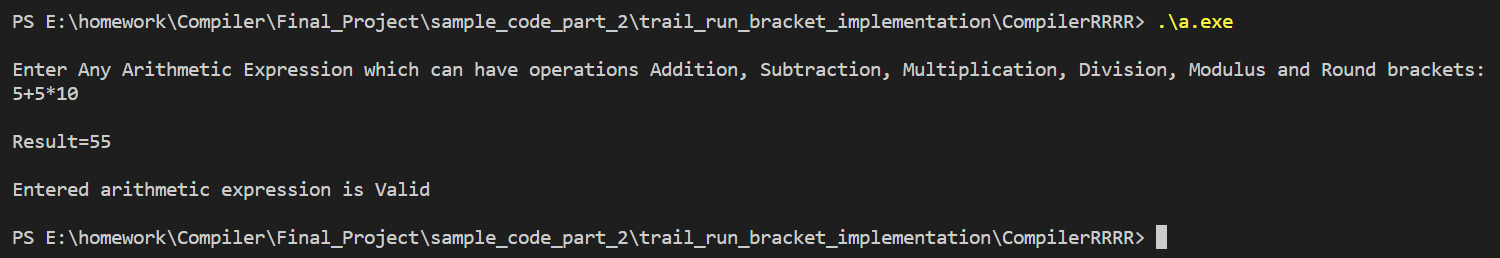 PS E:\homework\Compiler\Final_Project\sample_code_part_2\trail_run_bracket_implementation\CompilerRRRR> .\a.exe
Enter Any Arithmetic Expression which can have operations Addition, Subtraction, Multiplication, Division, Modulus and Round brackets:
5+5*10
Result=55
Entered arithmetic expression is Valid
PS E:\homework\Compiler\Final_Project\sample_code_part_2\trail_run_bracket_implementation\CompilerRRRR>